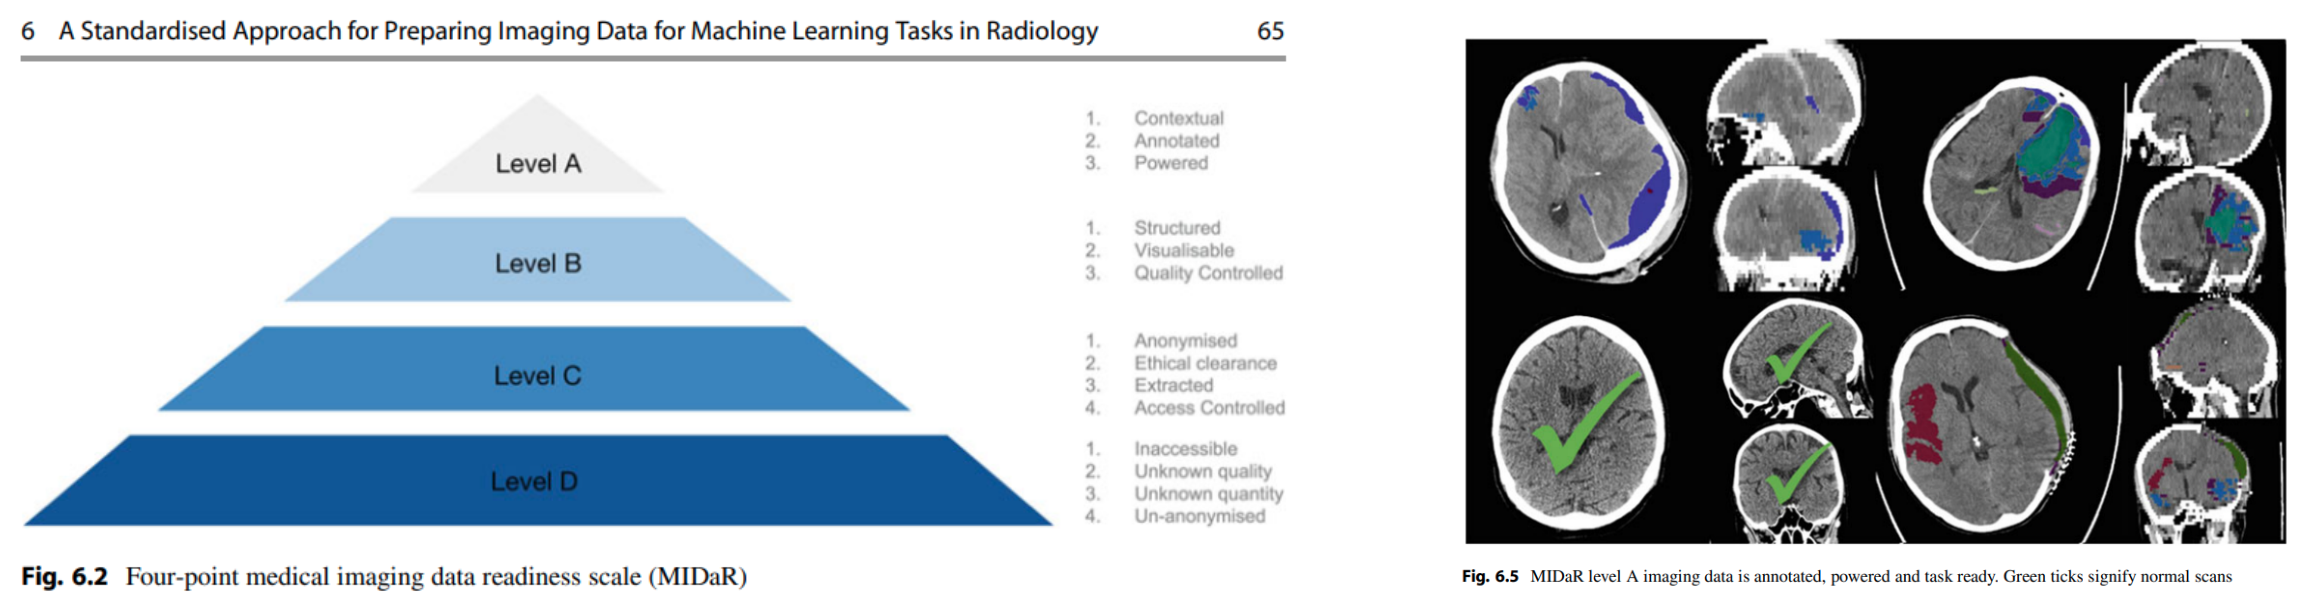 6 A Standardised Approach for Preparing Imaging Data for Machine Learning Tasks in Radiology 65
Level A
1. Contextual
2. Annotated
3. Powered
Level B
1. Structured
2. Visualisable
3. Quality Controlled
Level C
1. Anonymised
2. Ethical clearance
3. Extracted
4. Access Controlled
Level D
1. Inaccessible
2. Unknown quality
3. Unknown quantity
4. Un-anonymised
Fig. 6.2 Four-point medical imaging data readiness scale (MIDaR)
Fig. 6.5 MIDaR level A imaging data is annotated, powered and task ready. Green ticks signify normal scans